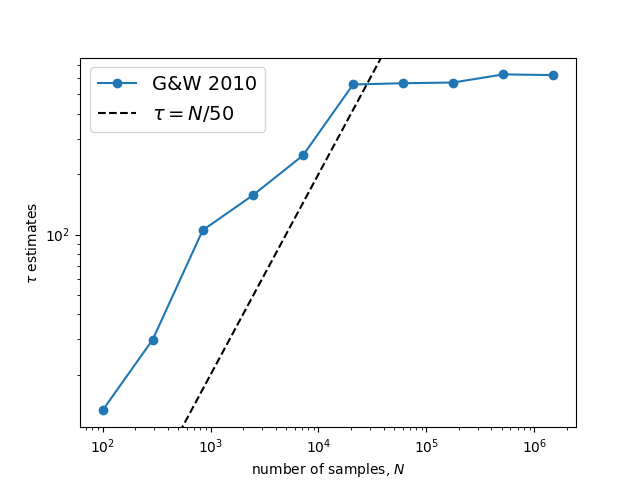 G&W 2010
τ = N/50
10²
τ estimates
10² 10³ 10⁴ 10⁵ 10⁶
number of samples, N